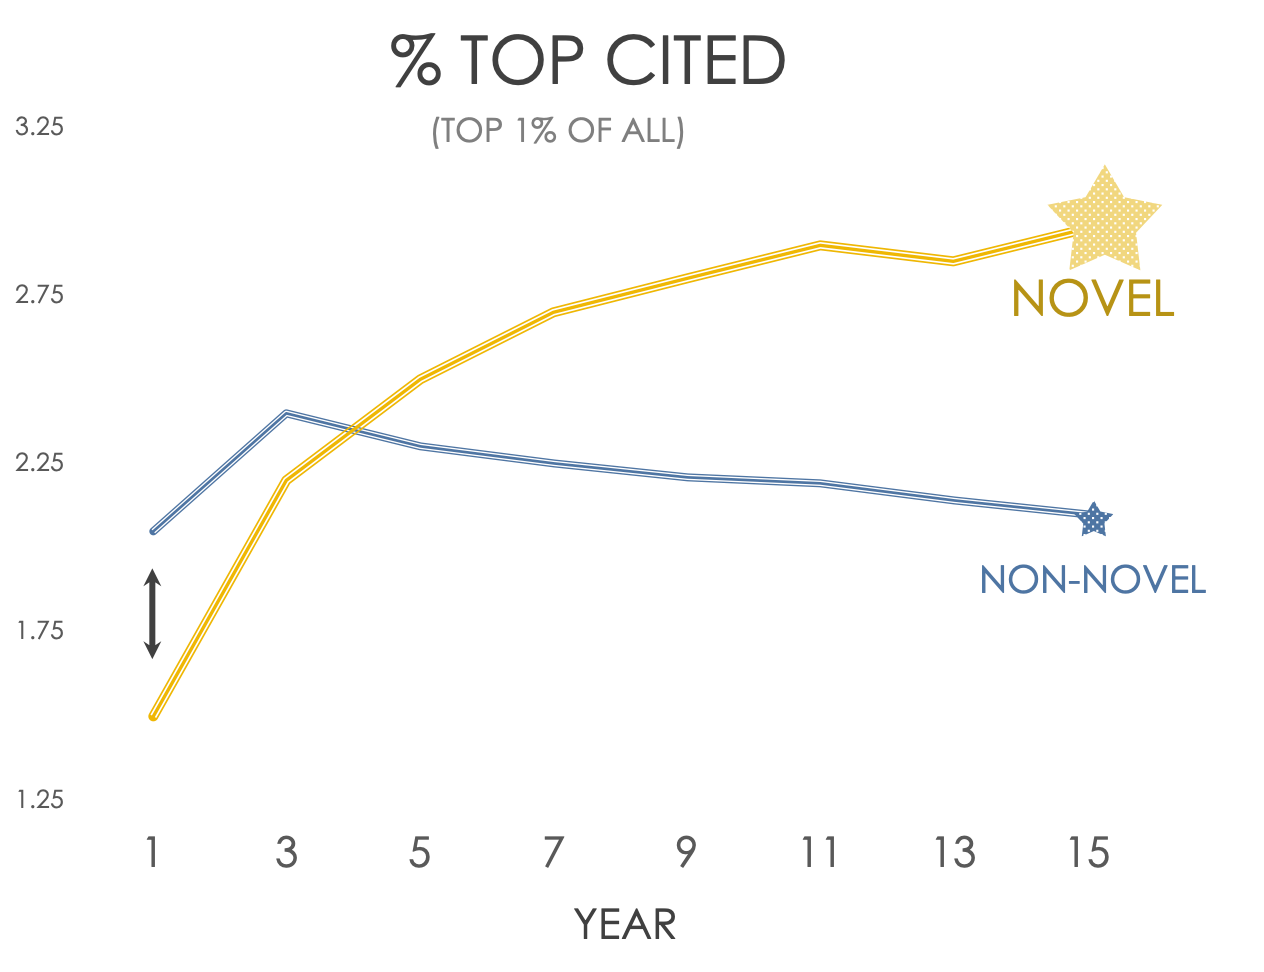 % TOP CITED
(TOP 1% OF ALL)
3.25
2.75
2.25
1.75
1.25
NOVEL
NON-NOVEL
1 3 5 7 9 11 13 15
YEAR